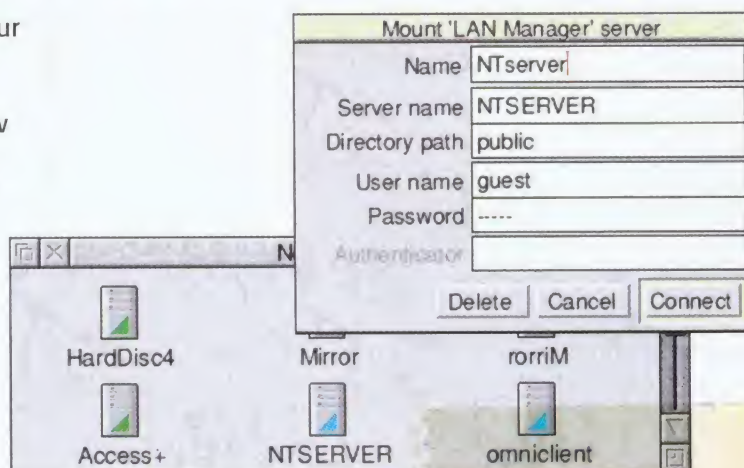 ur
w
Mount 'LAN Manager' server
Name NTserver
Server name NTSERVER
Directory path public
User name guest
Password -----
Authenticator
Delete Cancel Connect
N
HardDisc4 Mirror rorriM
Access+ NTSERVER omniclient